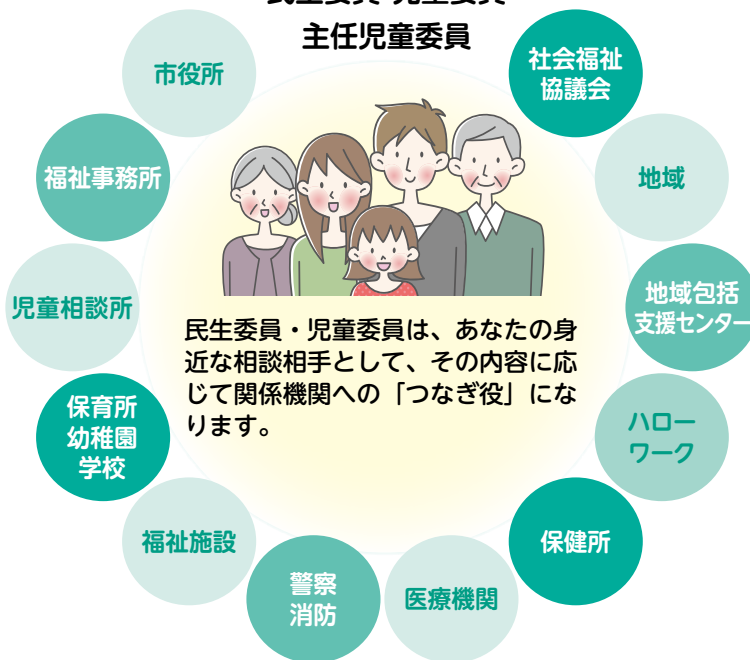 主任児童委員
市役所
社会福祉
協議会
福祉事務所
地域
児童相談所
地域包括
支援センター
民生委員・児童委員は、あなたの身
近な相談相手として、その内容に応
じて関係機関への「つなぎ役」にな
ります。
保育所
幼稚園
学校
ハロー
ワーク
福祉施設
保健所
警察
消防
医療機関